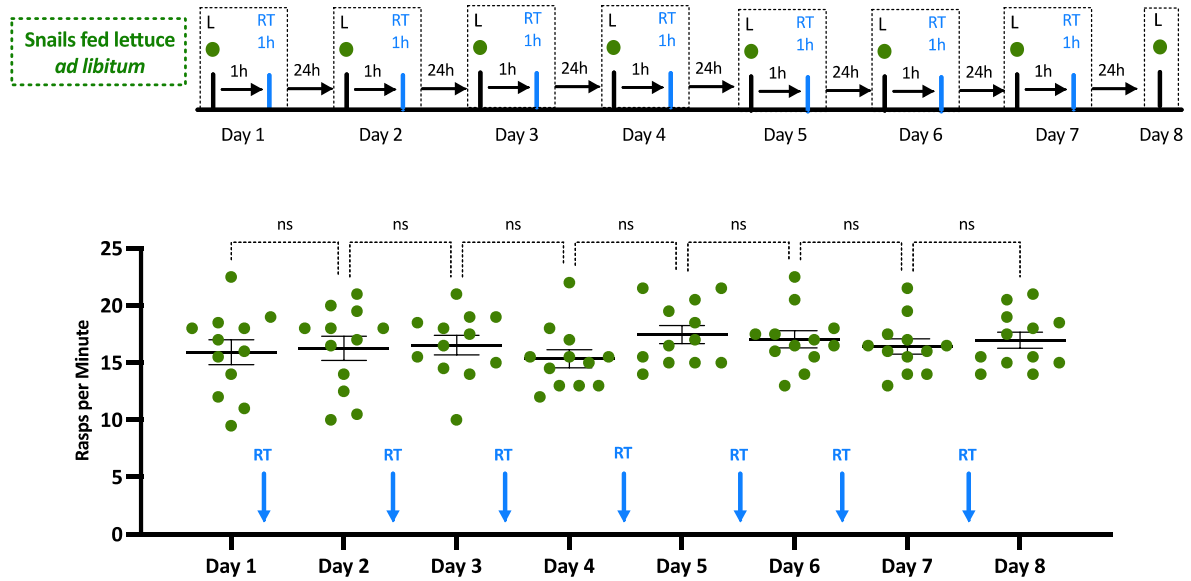 Snails fed lettuce
ad libitum
L RT L RT L RT L RT L RT L RT L RT L
1h 1h 1h 1h 1h 1h 1h
1h 24h 1h 24h 1h 24h 1h 24h 1h 24h 1h 24h 1h 24h
Day 1 Day 2 Day 3 Day 4 Day 5 Day 6 Day 7 Day 8
ns ns ns ns ns ns ns
Rasps per Minute
25
20
15
10
5
0
RT RT RT RT RT RT RT
Day 1 Day 2 Day 3 Day 4 Day 5 Day 6 Day 7 Day 8